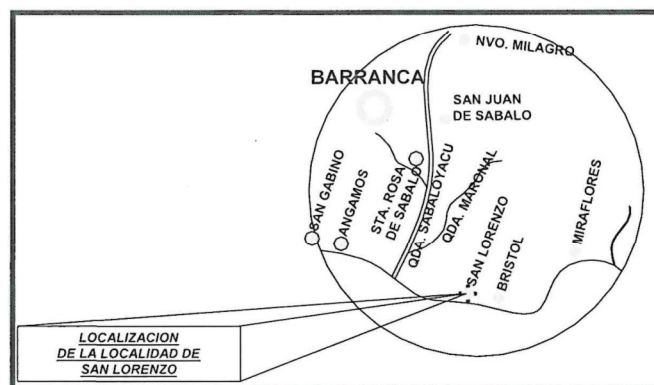 NVO. MILAGRO
BARRANCA
SAN JUAN
DE SABALO
SAN GABINO
ANGAMOS
STA. ROSA
DE SABALO
QDA. SABALOYACU
QDA. MARONAL
SAN LORENZO
BRISTOL
MIRAFLORES
LOCALIZACION
DE LA LOCALIDAD DE
SAN LORENZO